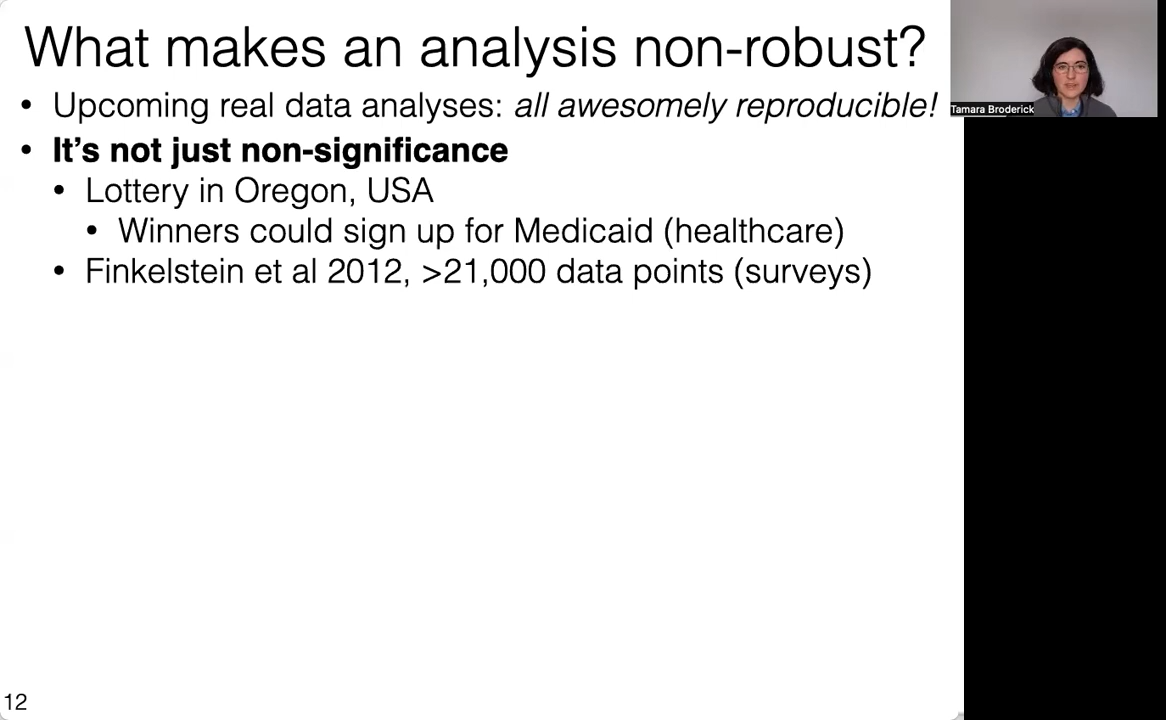 What makes an analysis non-robust?
• Upcoming real data analyses: all awesomely reproducible!
Tamara Broderick
• It's not just non-significance
• Lottery in Oregon, USA
• Winners could sign up for Medicaid (healthcare)
• Finkelstein et al 2012, >21,000 data points (surveys)
12